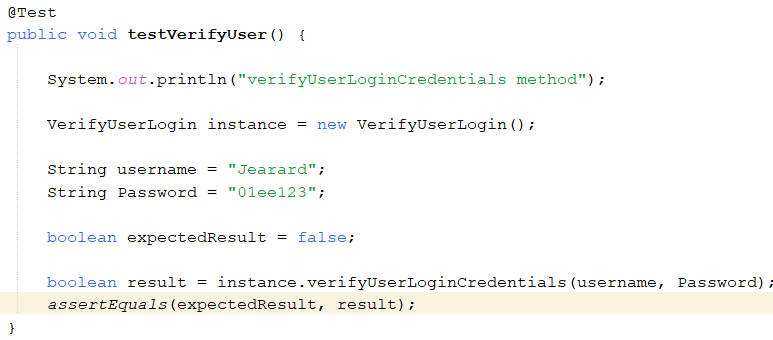 @Test
public void testVerifyUser() {
System.out.println("verifyUserLoginCredentials method");
VerifyUserLogin instance = new VerifyUserLogin();
String username = "Jearard";
String Password = "01ee123";
boolean expectedResult = false;
boolean result = instance.verifyUserLoginCredentials(username, Password);
assertEquals(expectedResult, result);
}